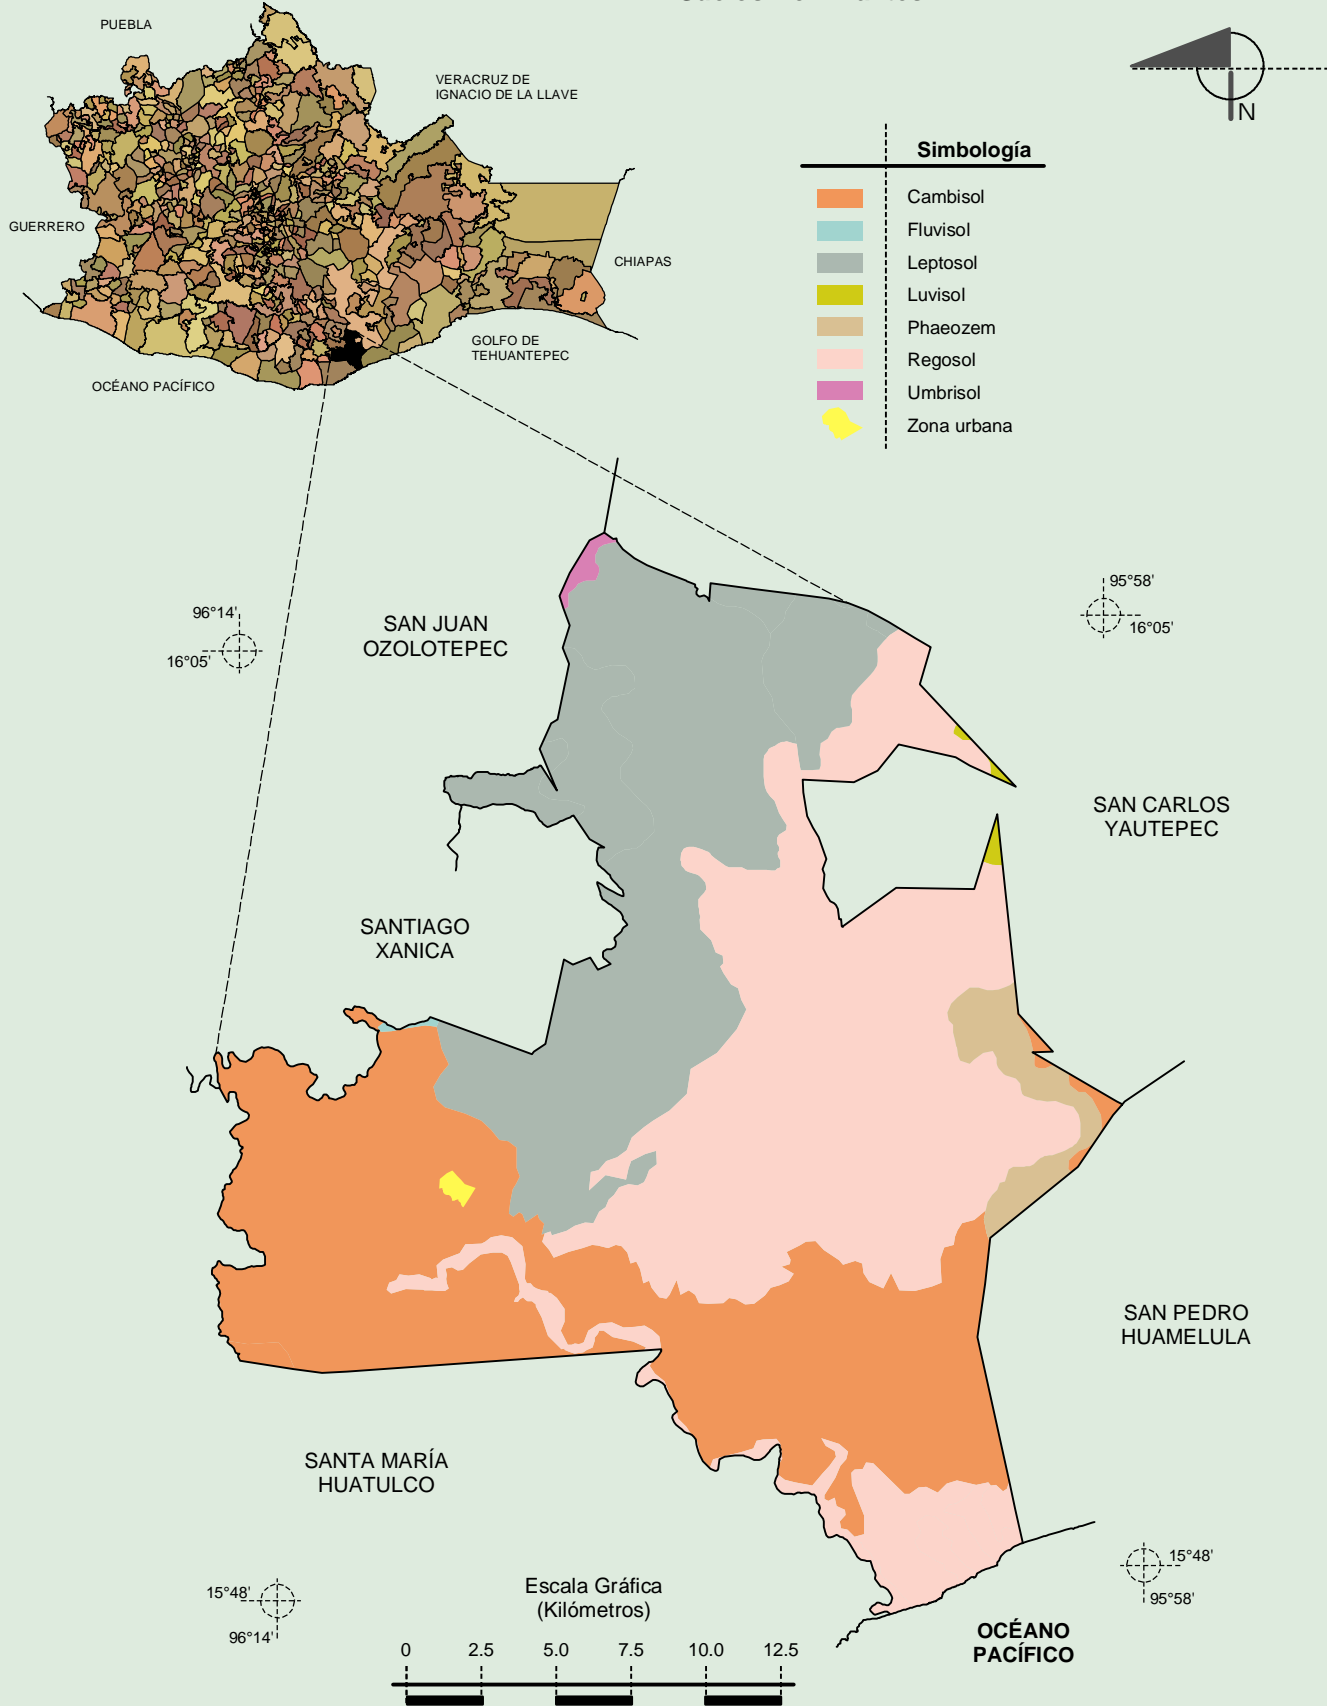 PUEBLA
VERACRUZ DE
IGNACIO DE LA LLAVE
N
Simbología
Cambisol
Fluvisol
Leptosol
Luvisol
Phaeozem
Regosol
Umbrisol
Zona urbana
GUERRERO
CHIAPAS
GOLFO DE
TEHUANTEPEC
OCÉANO PACÍFICO
96°14'
16°05'
95°58'
16°05'
SAN JUAN
OZOLOTEPEC
SAN CARLOS
YAUTEPEC
SANTIAGO
XANICA
SAN PEDRO
HUAMELULA
SANTA MARÍA
HUATULCO
15°48'
96°14'
15°48'
95°58'
Escala Gráfica
(Kilómetros)
0 2.5 5.0 7.5 10.0 12.5
OCÉANO
PACÍFICO